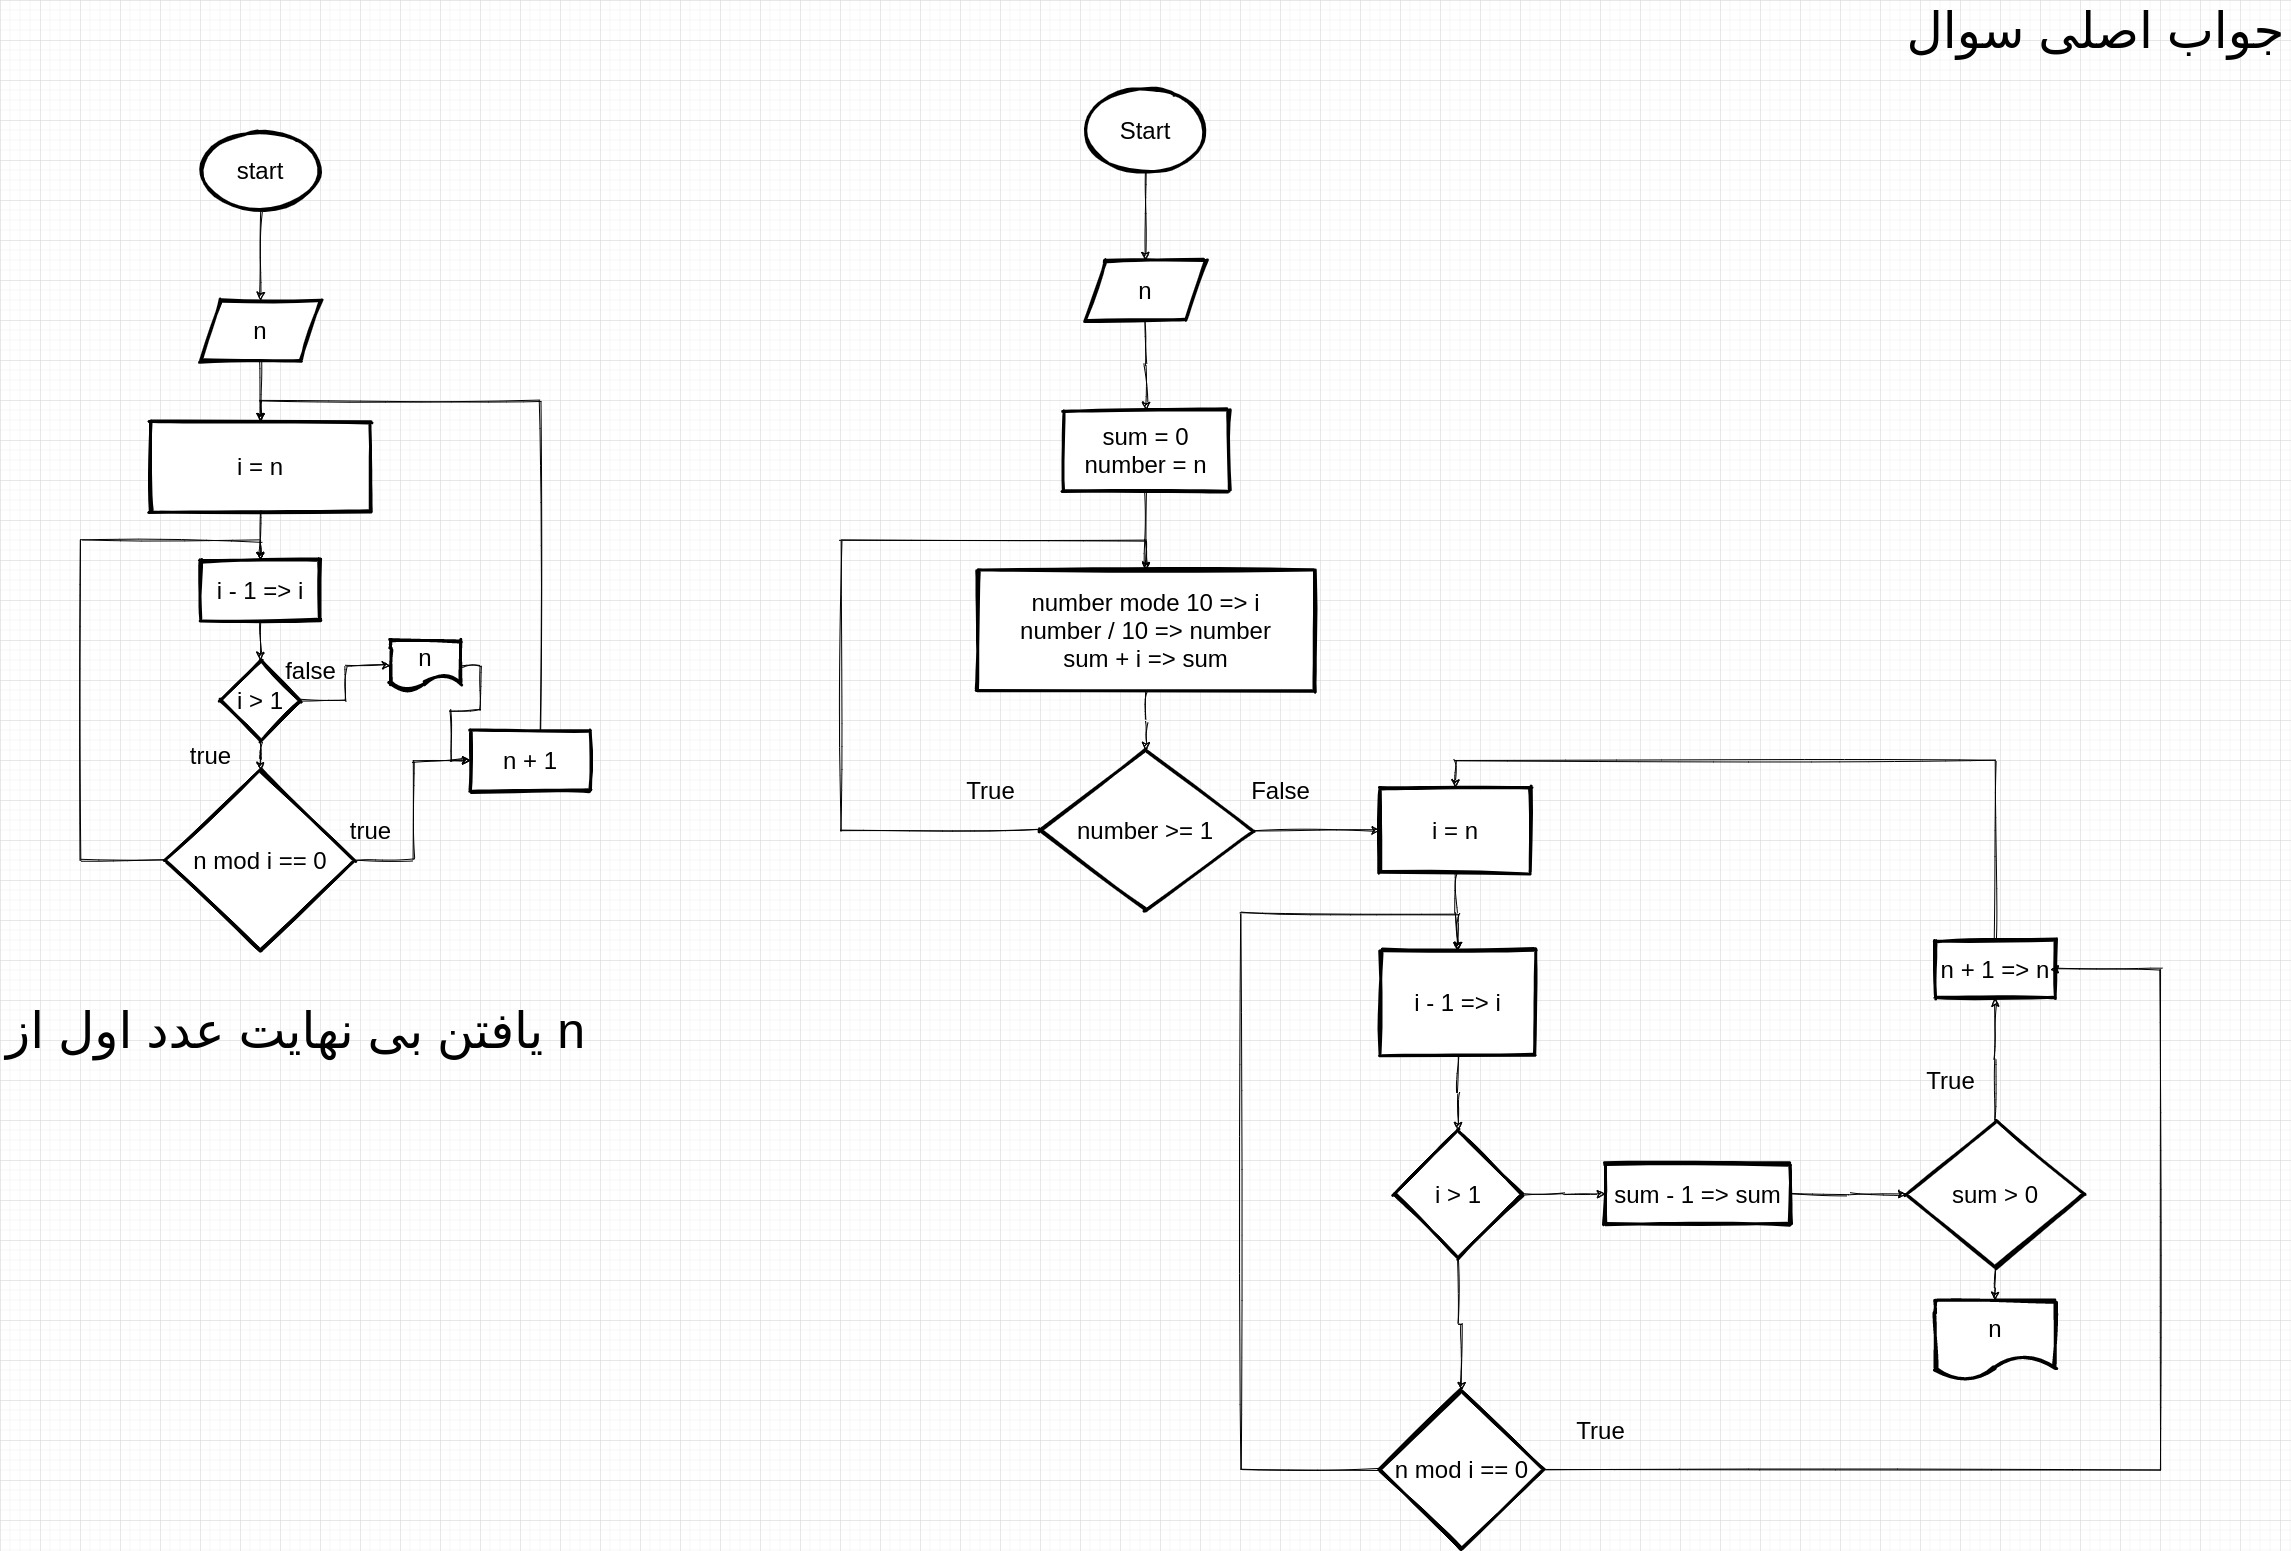 جواب اصلی سوال
start
n
i = n
i - 1 => i
false
n
i > 1
true
n + 1
true
n mod i == 0
یافتن بی نهایت عدد اول از n
Start
n
sum = 0
number = n
number mode 10 => i
number / 10 => number
sum + i => sum
True
False
number >= 1
i = n
i - 1 => i
n + 1 => n
True
i > 1
sum - 1 => sum
sum > 0
n
True
n mod i == 0